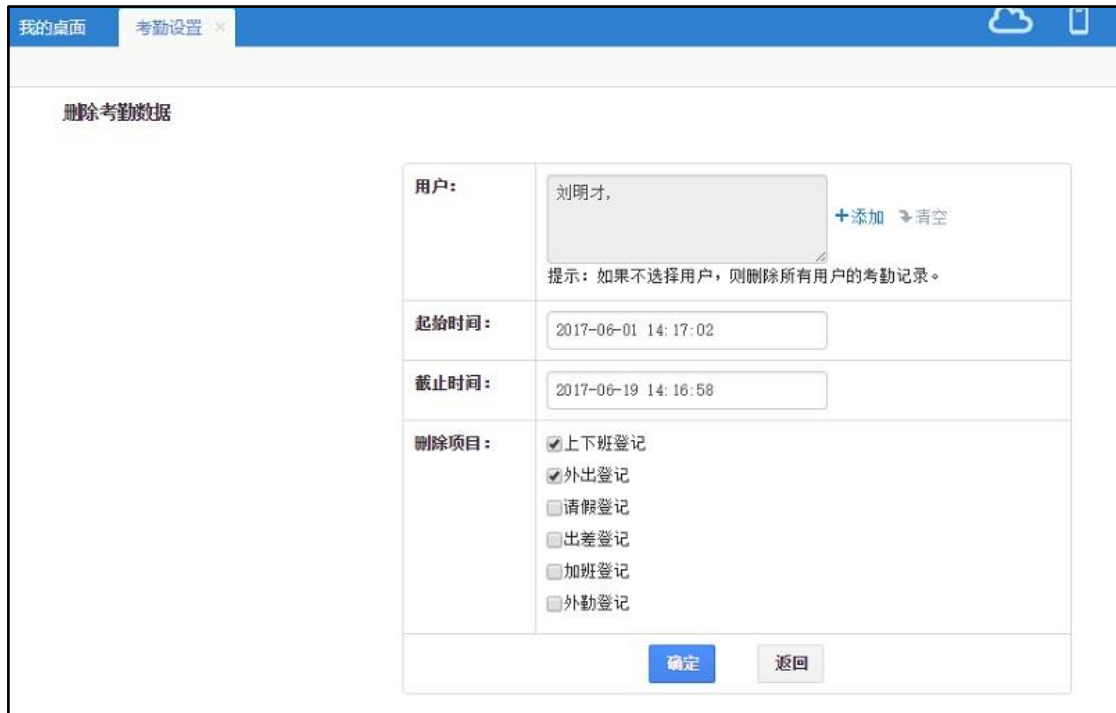 我的桌面 考勤设置 ×
删除考勤数据
用户：
刘明才,
+添加 清空
提示：如果不选择用户，则删除所有用户的考勤记录。
起始时间：
2017-06-01 14:17:02
截止时间：
2017-06-19 14:16:58
删除项目：
上下班登记
外出登记
请假登记
出差登记
加班登记
外勤登记
确定 返回